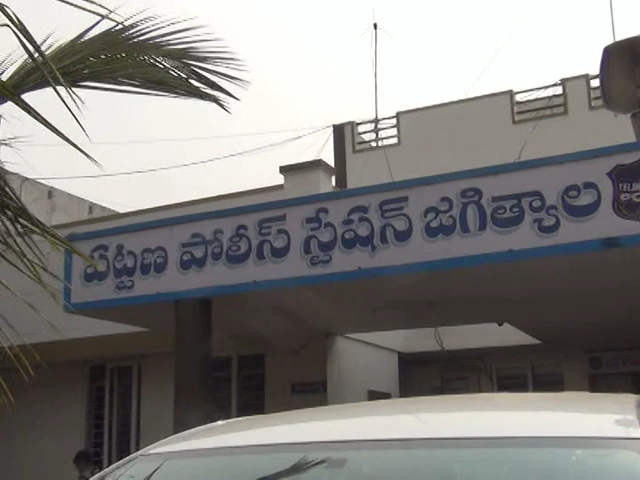 పట్టణ పోలీస్ స్టేషన్ జగిత్యాల